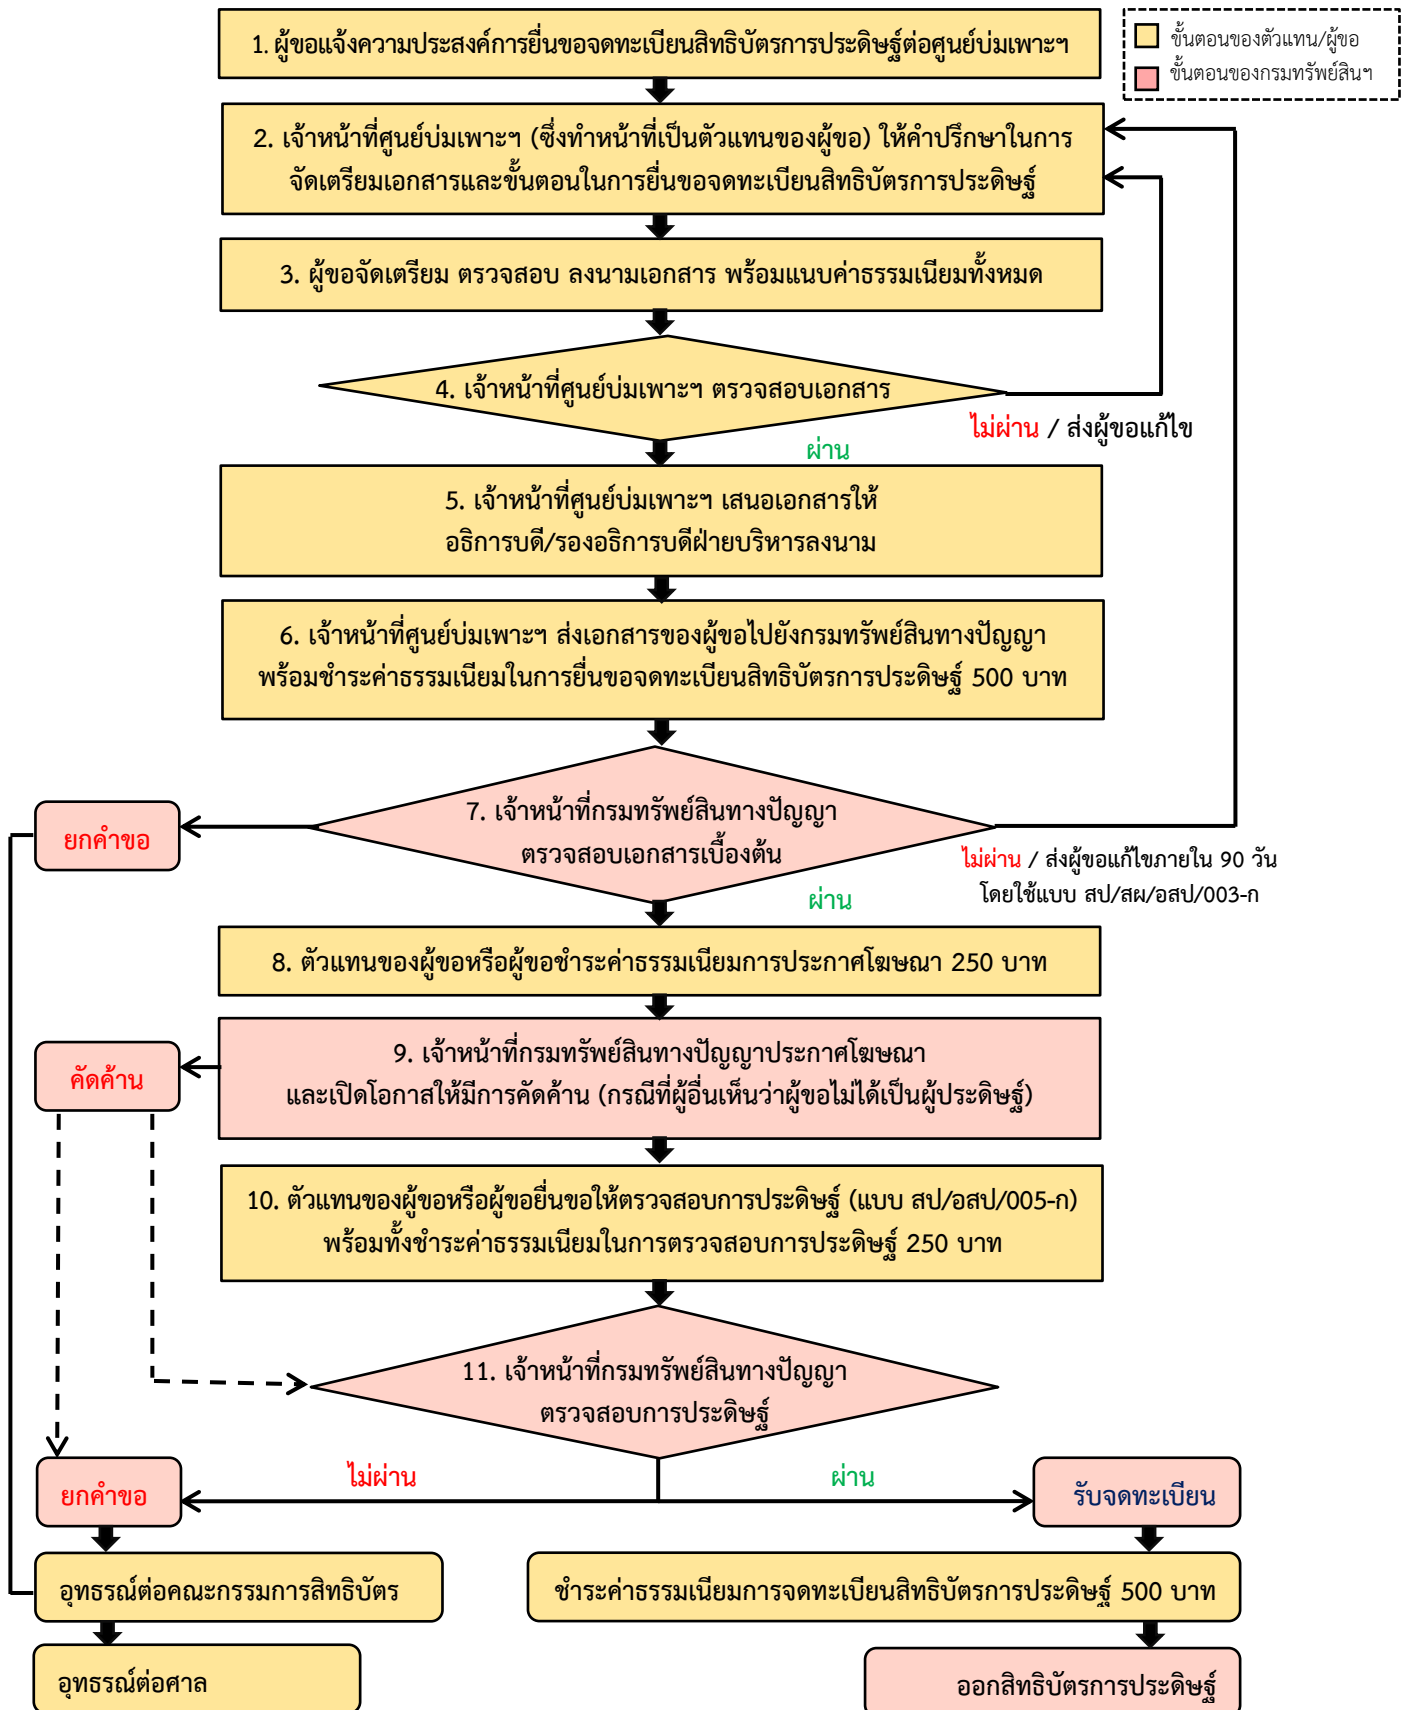 1. ผู้ขอแจ้งความประสงค์การยื่นขอจดทะเบียนสิทธิบัตรการประดิษฐ์ต่อศูนย์บ่มเพาะฯ
ขั้นตอนของตัวแทน/ผู้ขอ
ขั้นตอนของกรมทรัพย์สินฯ
2. เจ้าหน้าที่ศูนย์บ่มเพาะฯ (ซึ่งทำหน้าที่เป็นตัวแทนของผู้ขอ) ให้คำปรึกษาในการ
จัดเตรียมเอกสารและขั้นตอนในการยื่นขอจดทะเบียนสิทธิบัตรการประดิษฐ์
3. ผู้ขอจัดเตรียม ตรวจสอบ ลงนามเอกสาร พร้อมแนบค่าธรรมเนียมทั้งหมด
4. เจ้าหน้าที่ศูนย์บ่มเพาะฯ ตรวจสอบเอกสาร
ไม่ผ่าน / ส่งผู้ขอแก้ไข
ผ่าน
5. เจ้าหน้าที่ศูนย์บ่มเพาะฯ เสนอเอกสารให้
อธิการบดี/รองอธิการบดีฝ่ายบริหารลงนาม
6. เจ้าหน้าที่ศูนย์บ่มเพาะฯ ส่งเอกสารของผู้ขอไปยังกรมทรัพย์สินทางปัญญา
พร้อมชำระค่าธรรมเนียมในการยื่นขอจดทะเบียนสิทธิบัตรการประดิษฐ์ 500 บาท
7. เจ้าหน้าที่กรมทรัพย์สินทางปัญญา
ตรวจสอบเอกสารเบื้องต้น
ยกคำขอ
ไม่ผ่าน / ส่งผู้ขอแก้ไขภายใน 90 วัน
โดยใช้แบบ สป/สผ/อสป/003-ก
ผ่าน
8. ตัวแทนของผู้ขอหรือผู้ขอชำระค่าธรรมเนียมการประกาศโฆษณา 250 บาท
9. เจ้าหน้าที่กรมทรัพย์สินทางปัญญาประกาศโฆษณา
และเปิดโอกาสให้มีการคัดค้าน (กรณีที่ผู้อื่นเห็นว่าผู้ขอไม่ได้เป็นผู้ประดิษฐ์)
คัดค้าน
10. ตัวแทนของผู้ขอหรือผู้ขอยื่นขอให้ตรวจสอบการประดิษฐ์ (แบบ สป/อสป/005-ก)
พร้อมทั้งชำระค่าธรรมเนียมในการตรวจสอบการประดิษฐ์ 250 บาท
11. เจ้าหน้าที่กรมทรัพย์สินทางปัญญา
ตรวจสอบการประดิษฐ์
ไม่ผ่าน
ผ่าน
ยกคำขอ
รับจดทะเบียน
อุทธรณ์ต่อคณะกรรมการสิทธิบัตร
ชำระค่าธรรมเนียมการจดทะเบียนสิทธิบัตรการประดิษฐ์ 500 บาท
อุทธรณ์ต่อศาล
ออกสิทธิบัตรการประดิษฐ์